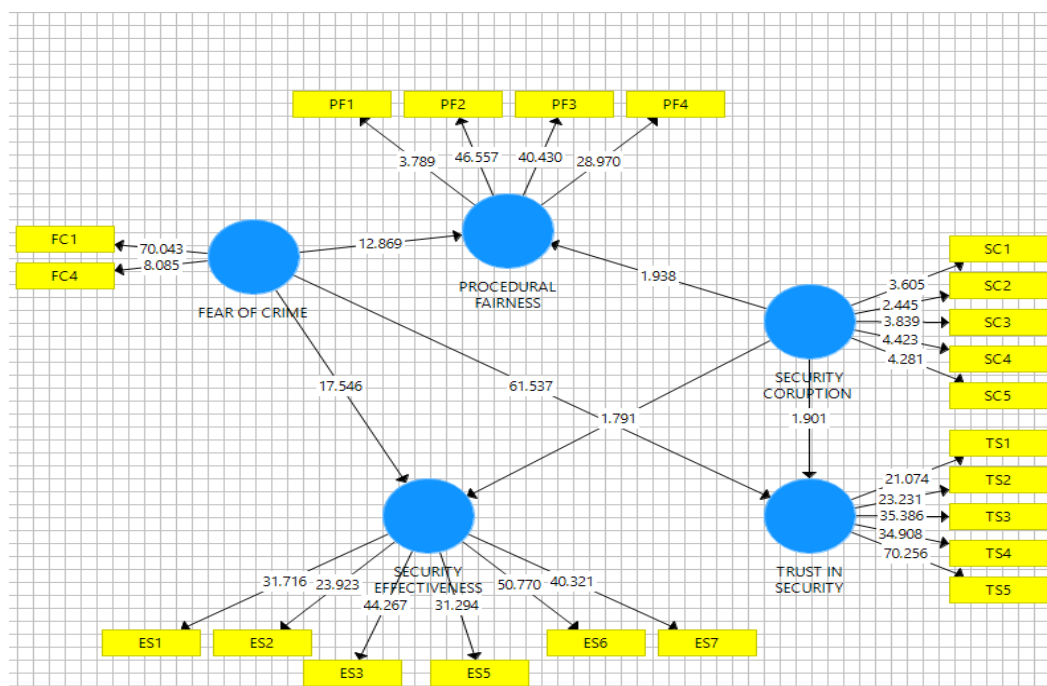 PF1 PF2 PF3 PF4
3.789 46.557 40.430 28.970
FC1
70.043
FC4
8.085
12.869
FEAR OF CRIME
PROCEDURAL
FAIRNESS
1.938
SC1
3.605
SC2
2.445
SC3
3.839
SC4
4.423
SC5
4.281
SECURITY
CORUPTION
17.546
61.537
1.791
1.901
TS1
21.074
TS2
23.231
TS3
35.386
TS4
34.908
TS5
70.256
TRUST IN
SECURITY
SECURITY
EFFECTIVENESS
31.716 23.923 44.267 31.294 50.770 40.321
ES1 ES2 ES3 ES5 ES6 ES7